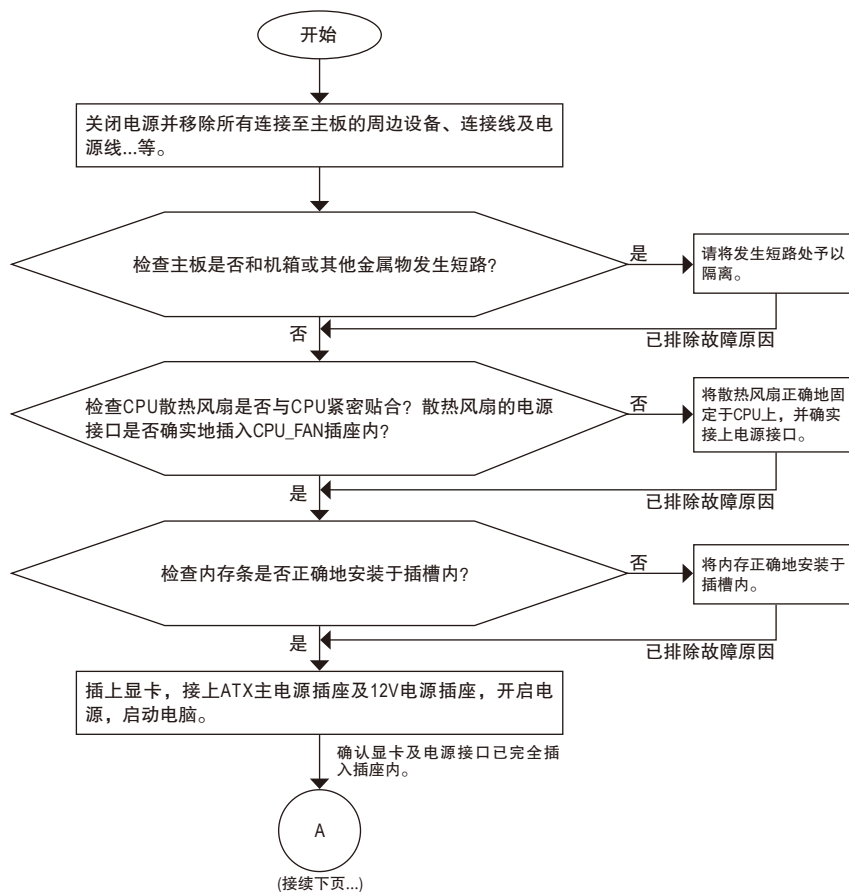 开始
关闭电源并移除所有连接至主板的周边设备、连接线及电
源线...等。
检查主板是否和机箱或其他金属物发生短路?
是
请将发生短路处予以
隔离。
否
已排除故障原因
检查CPU散热风扇是否与CPU紧密贴合? 散热风扇的电源
接口是否确实地插入CPU_FAN插座内?
否
将散热风扇正确地固
定于CPU上，并确实
接上电源接口。
是
已排除故障原因
检查内存条是否正确地安装于插槽内?
否
将内存正确地安装于
插槽内。
是
已排除故障原因
插上显卡，接上ATX主电源插座及12V电源插座，开启电
源，启动电脑。
确认显卡及电源接口已完全插
入插座内。
A
(接续下页...)